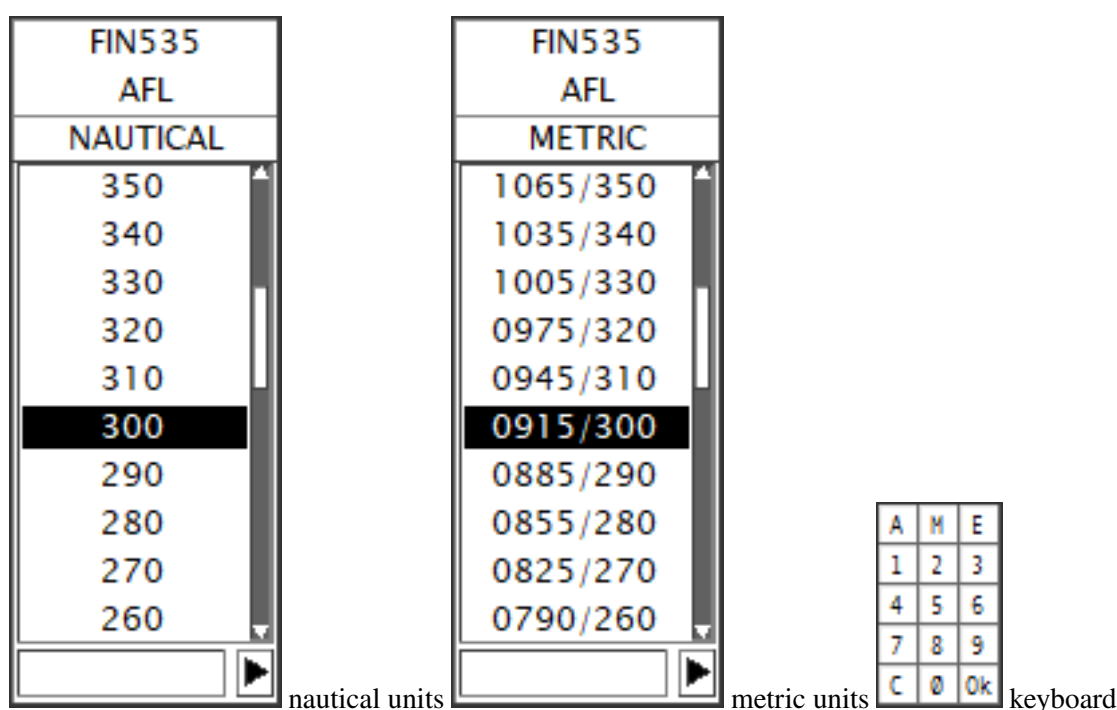 FIN535
AFL
NAUTICAL
350
340
330
320
310
300
290
280
270
260
nautical units
FIN535
AFL
METRIC
1065/350
1035/340
1005/330
0975/320
0945/310
0915/300
0885/290
0855/280
0825/270
0790/260
metric units
A M E
1 2 3
4 5 6
7 8 9
C Ø Ok
keyboard